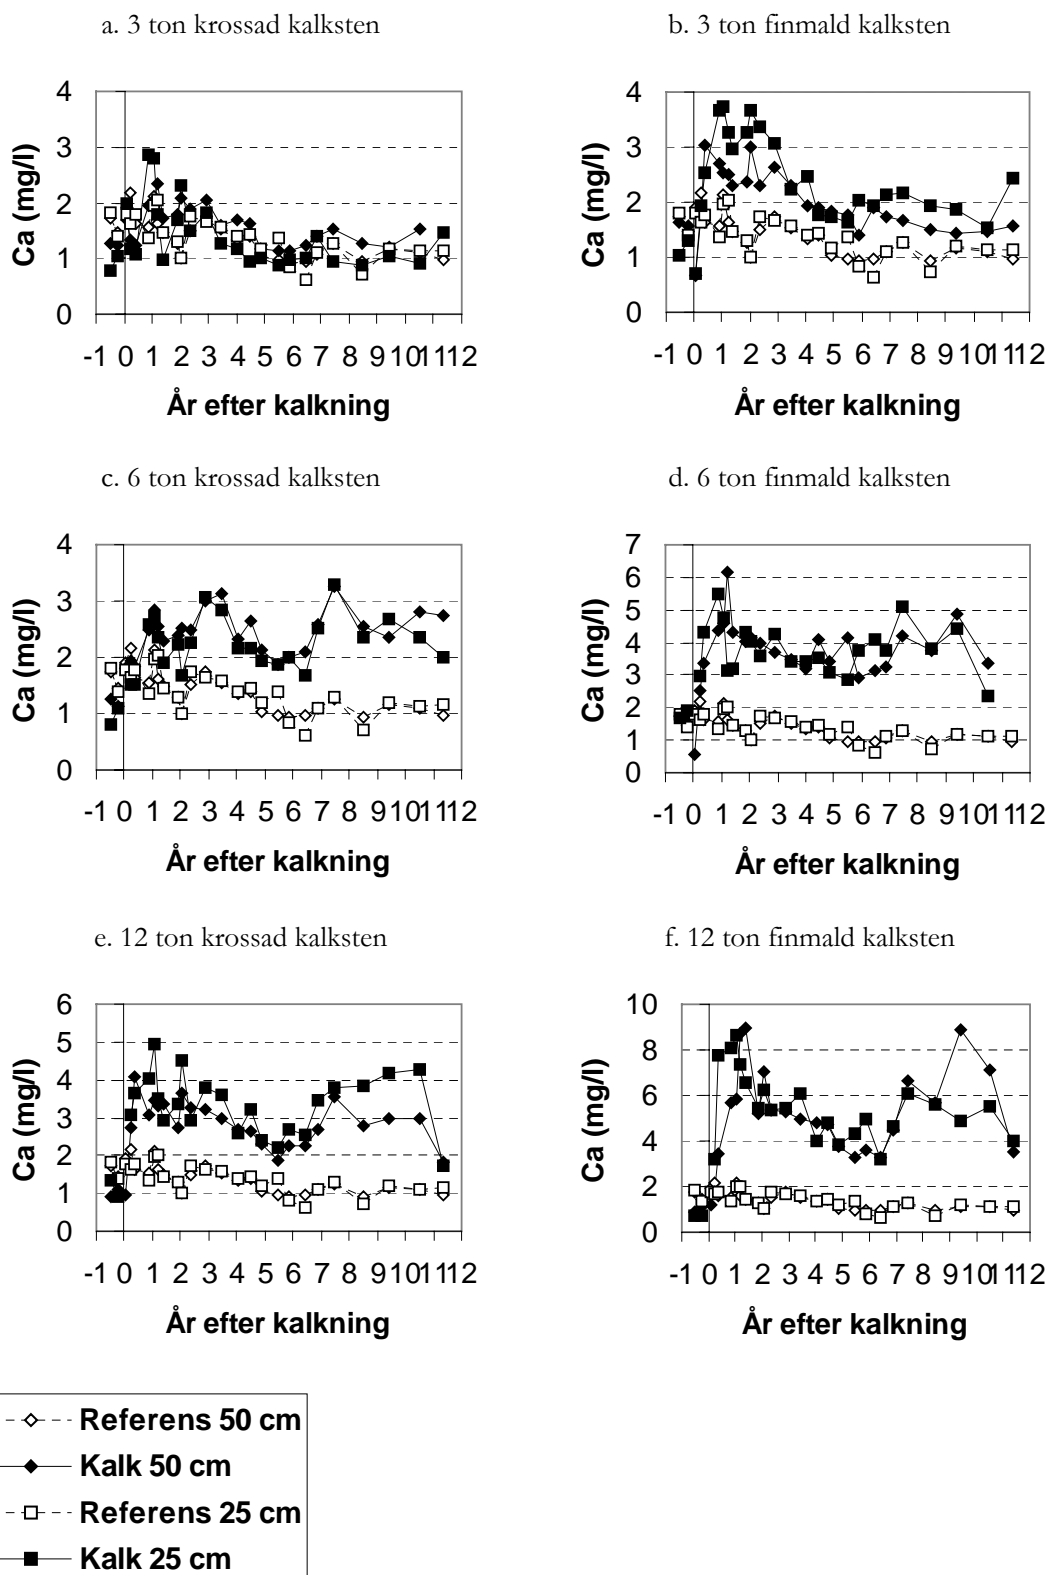 a. 3 ton krossad kalksten
b. 3 ton finmald kalksten
4
3
2
1
0
Ca (mg/l)
-1 0 1 2 3 4 5 6 7 8 9 10 11 12
År efter kalkning
4
3
2
1
0
Ca (mg/l)
-1 0 1 2 3 4 5 6 7 8 9 10 11 12
År efter kalkning
c. 6 ton krossad kalksten
d. 6 ton finmald kalksten
4
3
2
1
0
Ca (mg/l)
-1 0 1 2 3 4 5 6 7 8 9 10 11 12
År efter kalkning
7
6
5
4
3
2
1
0
Ca (mg/l)
-1 0 1 2 3 4 5 6 7 8 9 10 11 12
År efter kalkning
e. 12 ton krossad kalksten
f. 12 ton finmald kalksten
6
5
4
3
2
1
0
Ca (mg/l)
-1 0 1 2 3 4 5 6 7 8 9 10 11 12
År efter kalkning
10
8
6
4
2
0
Ca (mg/l)
-1 0 1 2 3 4 5 6 7 8 9 10 11 12
År efter kalkning
Referens 50 cm
Kalk 50 cm
Referens 25 cm
Kalk 25 cm